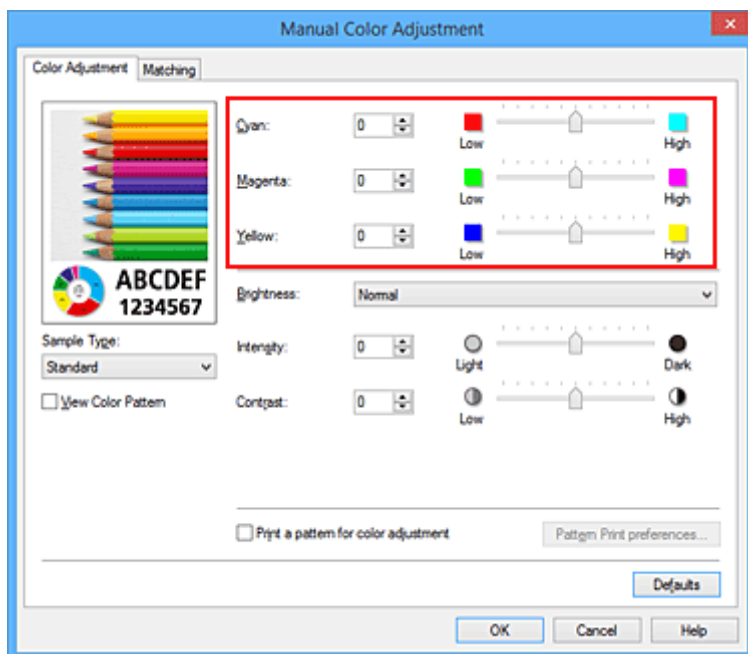 Manual Color Adjustment
Color Adjustment Matching
Cyan: 0 Low High
Magenta: 0 Low High
Yellow: 0 Low High
ABCDEF
1234567
Brightness: Normal
Sample Type:
Standard
Intensity: 0 Light Dark
View Color Pattern
Contrast: 0 Low High
Print a pattern for color adjustment Pattern Print preferences...
Defaults
OK Cancel Help